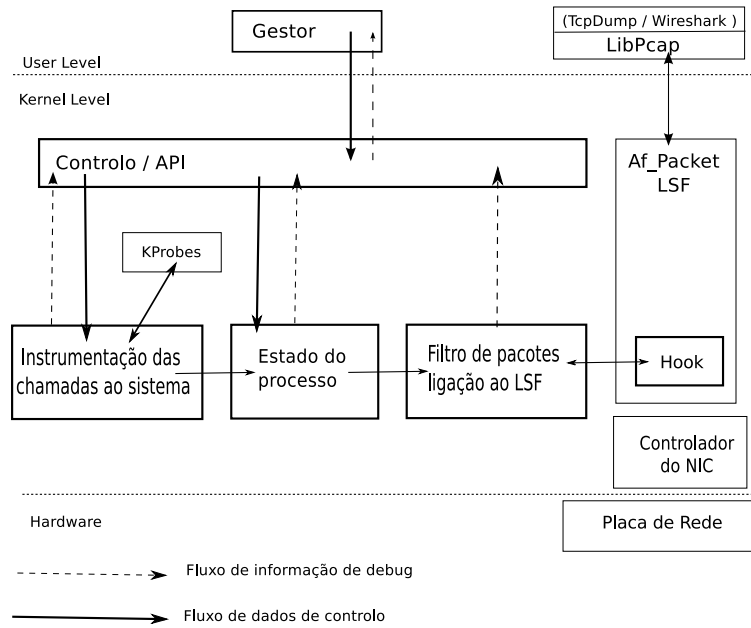 Gestor
(TcpDump / Wireshark )
LibPcap
User Level
Kernel Level
Controlo / API
Af_Packet
LSF
KProbes
Instrumentação das
chamadas ao sistema
Estado do
processo
Filtro de pacotes
ligação ao LSF
Hook
Controlador
do NIC
Hardware
Placa de Rede
Fluxo de informação de debug
Fluxo de dados de controlo